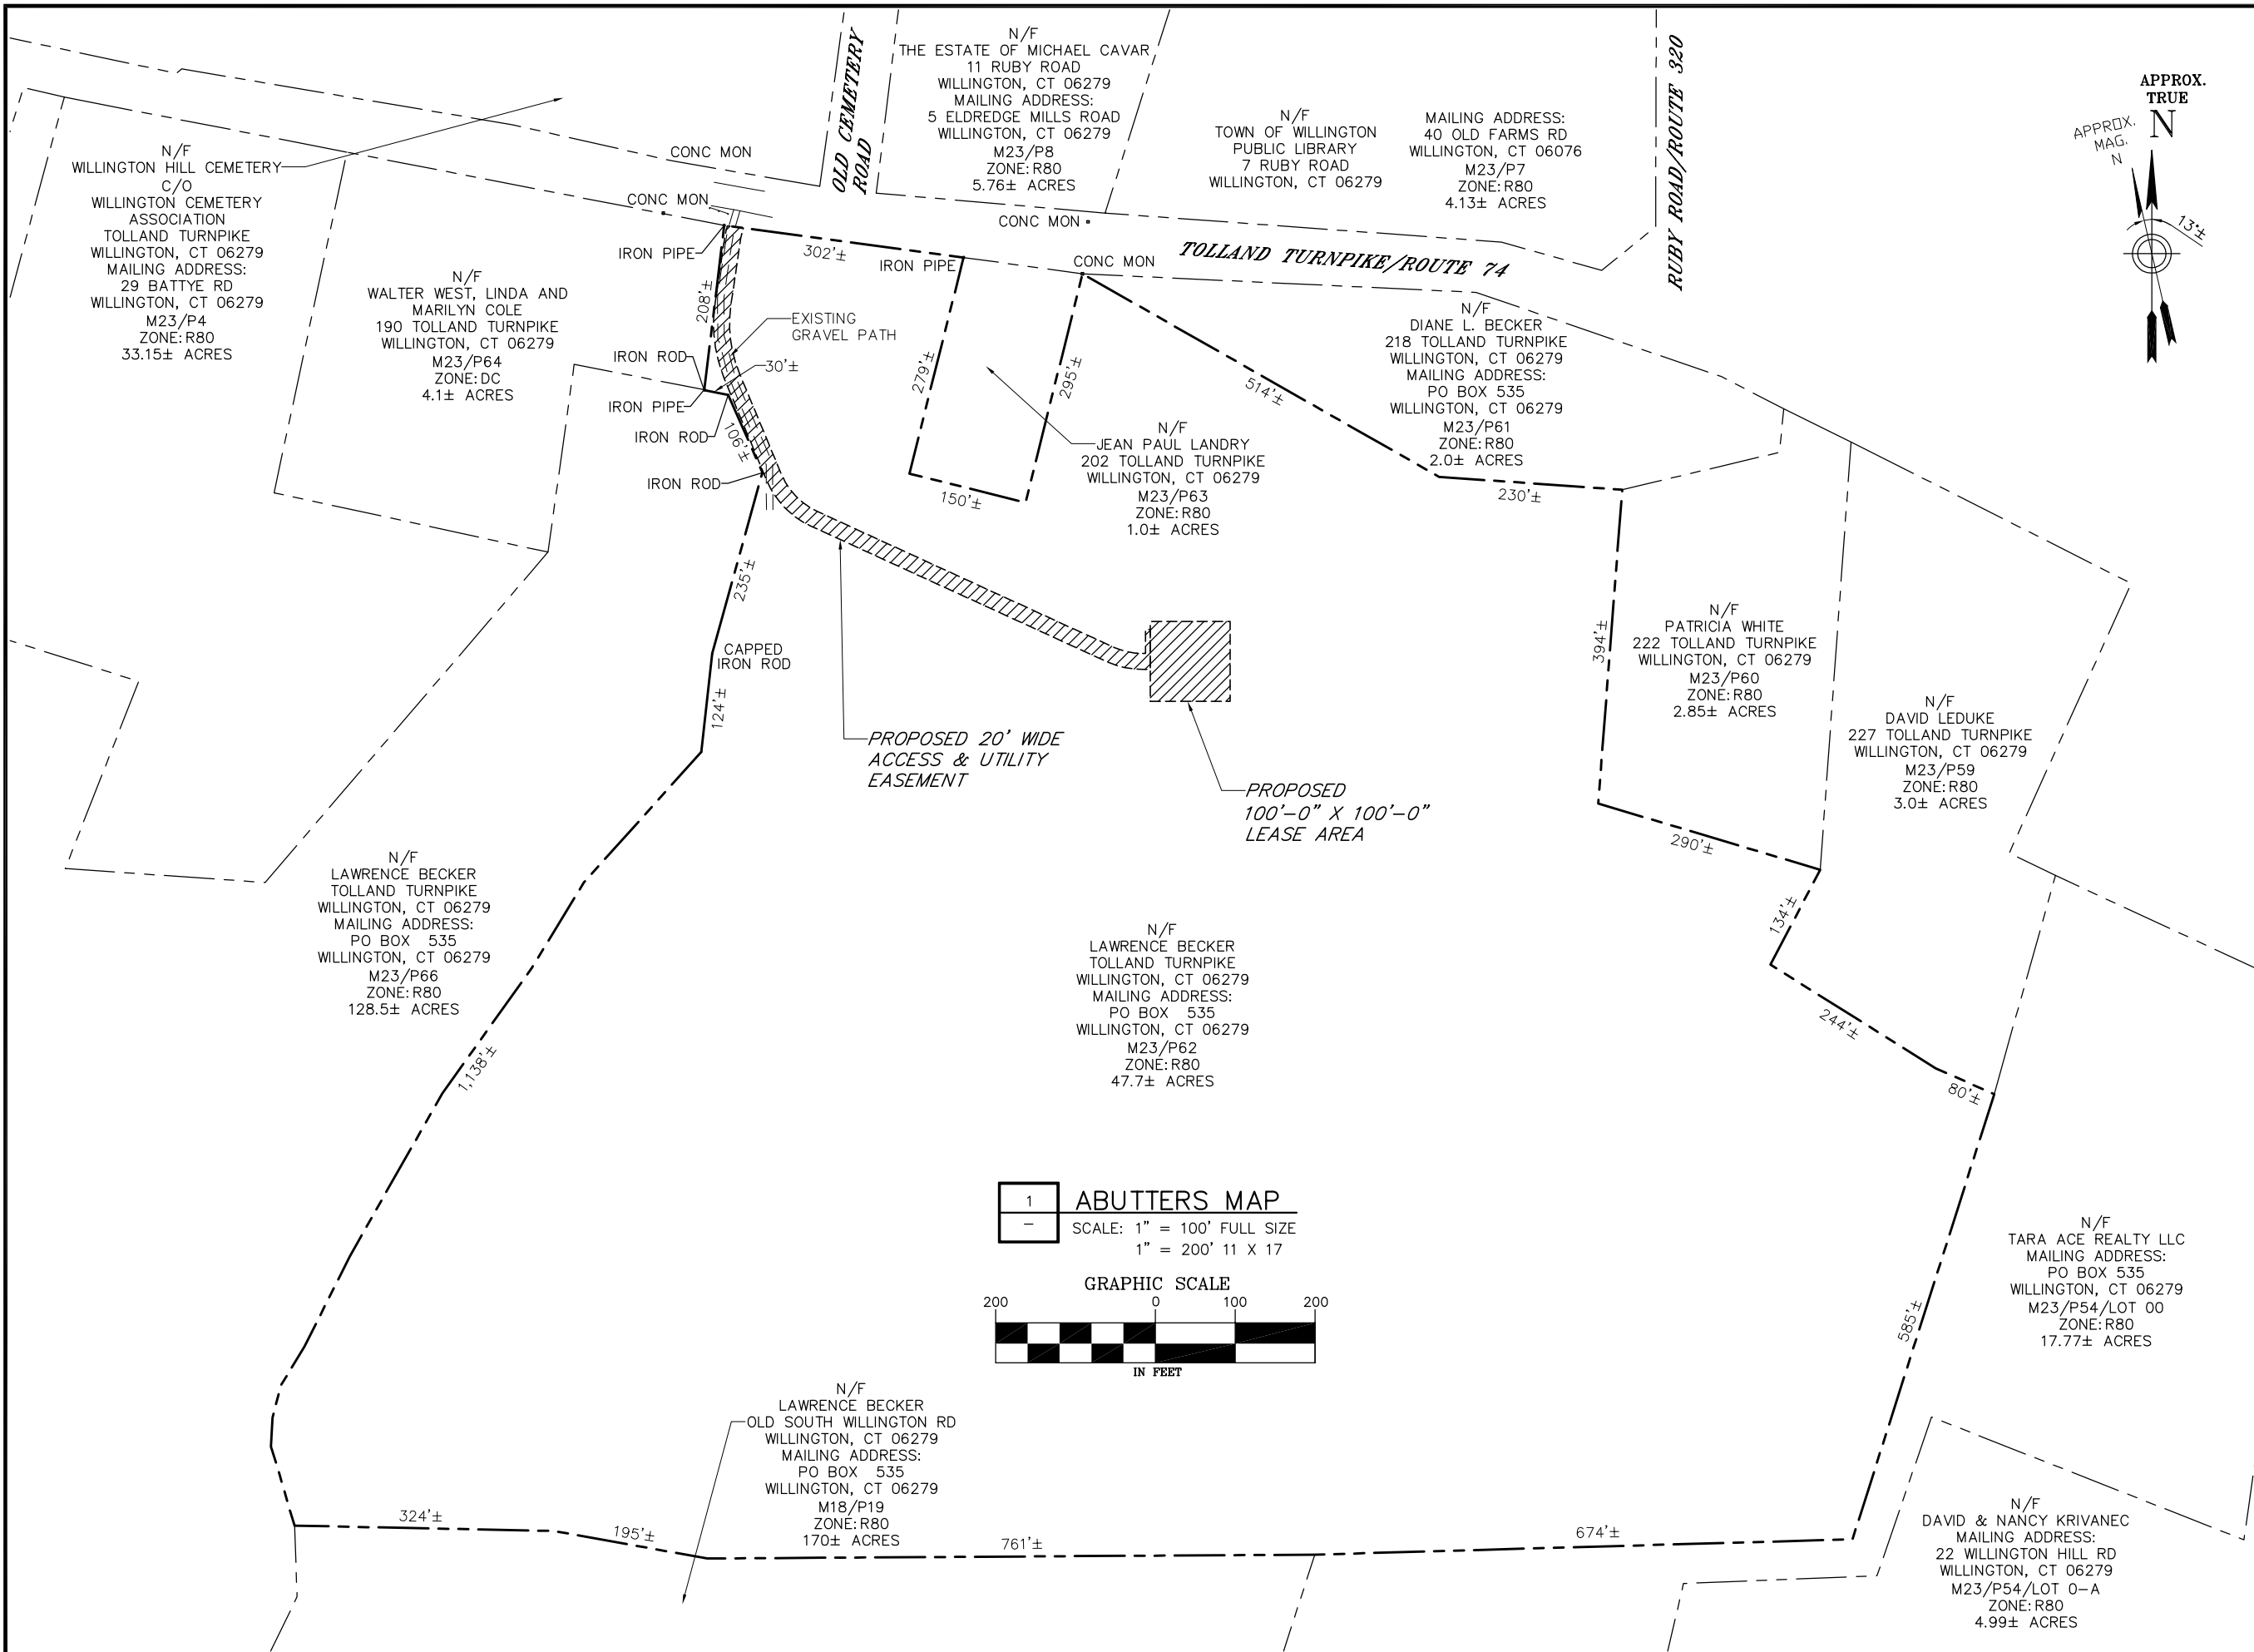 N/F
THE ESTATE OF MICHAEL CAVAR
11 RUBY ROAD
WILLINGTON, CT 06279
MAILING ADDRESS:
5 ELDREDGE MILLS ROAD
WILLINGTON, CT 06279
M23/P8
ZONE: R80
5.76± ACRES
OLD CEMETERY
ROAD
N/F
TOWN OF WILLINGTON
PUBLIC LIBRARY
7 RUBY ROAD
WILLINGTON, CT 06279
MAILING ADDRESS:
40 OLD FARMS RD
WILLINGTON, CT 06076
M23/P7
ZONE: R80
4.13± ACRES
RUBY ROAD/ROUTE 320
APPROX.
TRUE
N
APPROX.
MAG.
N
13°±
N/F
WILLINGTON HILL CEMETERY
C/O
WILLINGTON CEMETERY
ASSOCIATION
TOLLAND TURNPIKE
WILLINGTON, CT 06279
MAILING ADDRESS:
29 BATTYE RD
WILLINGTON, CT 06279
M23/P4
ZONE: R80
33.15± ACRES
CONC MON
CONC MON
CONC MON
CONC MON
TOLLAND TURNPIKE/ROUTE 74
IRON PIPE
302'±
IRON PIPE
N/F
WALTER WEST, LINDA AND
MARILYN COLE
190 TOLLAND TURNPIKE
WILLINGTON, CT 06279
M23/P64
ZONE: DC
4.1± ACRES
208'±
EXISTING
GRAVEL PATH
IRON ROD
30'±
IRON PIPE
IRON ROD
106'±
IRON ROD
279'±
295'±
150'±
N/F
JEAN PAUL LANDRY
202 TOLLAND TURNPIKE
WILLINGTON, CT 06279
M23/P63
ZONE: R80
1.0± ACRES
514'±
N/F
DIANE L. BECKER
218 TOLLAND TURNPIKE
WILLINGTON, CT 06279
MAILING ADDRESS:
PO BOX 535
WILLINGTON, CT 06279
M23/P61
ZONE: R80
2.0± ACRES
230'±
235'±
CAPPED
IRON ROD
124'±
394'±
N/F
PATRICIA WHITE
222 TOLLAND TURNPIKE
WILLINGTON, CT 06279
M23/P60
ZONE: R80
2.85± ACRES
N/F
DAVID LEDUKE
227 TOLLAND TURNPIKE
WILLINGTON, CT 06279
M23/P59
ZONE: R80
3.0± ACRES
PROPOSED 20' WIDE
ACCESS & UTILITY
EASEMENT
PROPOSED
100'-0" X 100'-0"
LEASE AREA
290'±
134'±
244'±
80'±
N/F
LAWRENCE BECKER
TOLLAND TURNPIKE
WILLINGTON, CT 06279
MAILING ADDRESS:
PO BOX 535
WILLINGTON, CT 06279
M23/P66
ZONE: R80
128.5± ACRES
N/F
LAWRENCE BECKER
TOLLAND TURNPIKE
WILLINGTON, CT 06279
MAILING ADDRESS:
PO BOX 535
WILLINGTON, CT 06279
M23/P62
ZONE: R80
47.7± ACRES
1,138'±
1
-
ABUTTERS MAP
SCALE: 1" = 100' FULL SIZE
1" = 200' 11 X 17
GRAPHIC SCALE
200 0 100 200
IN FEET
N/F
TARA ACE REALTY LLC
MAILING ADDRESS:
PO BOX 535
WILLINGTON, CT 06279
M23/P54/LOT 00
ZONE: R80
17.77± ACRES
585'±
N/F
LAWRENCE BECKER
OLD SOUTH WILLINGTON RD
WILLINGTON, CT 06279
MAILING ADDRESS:
PO BOX 535
WILLINGTON, CT 06279
M18/P19
ZONE: R80
170± ACRES
324'±
195'±
761'±
674'±
N/F
DAVID & NANCY KRIVANEC
MAILING ADDRESS:
22 WILLINGTON HILL RD
WILLINGTON, CT 06279
M23/P54/LOT 0-A
ZONE: R80
4.99± ACRES